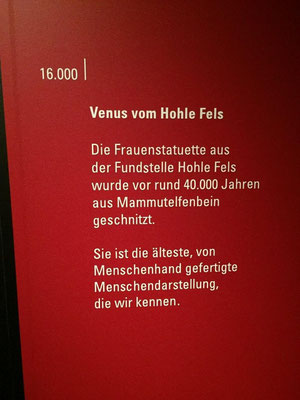 16.000
Venus vom Hohle Fels
Die Frauenstatuette aus
der Fundstelle Hohle Fels
wurde vor rund 40.000 Jahren
aus Mammutelfenbein
geschnitzt.
Sie ist die älteste, von
Menschenhand gefertigte
Menschendarstellung,
die wir kennen.